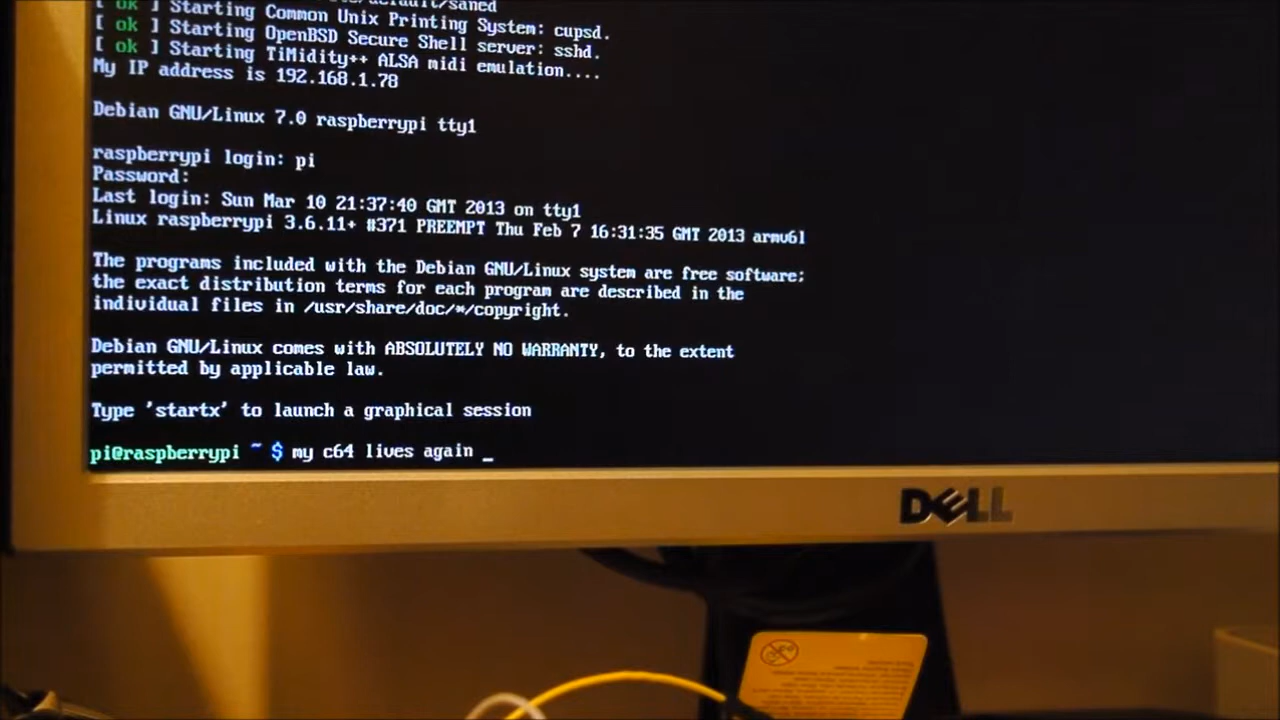 /default/saned
[ ok ] Starting Common Unix Printing System: cupsd.
[ ok ] Starting OpenBSD Secure Shell server: sshd.
[ ok ] Starting TiMidity++ ALSA midi emulation....
My IP address is 192.168.1.78
Debian GNU/Linux 7.0 raspberrypi tty1
raspberrypi login: pi
Password:
Last login: Sun Mar 10 21:37:40 GMT 2013 on tty1
Linux raspberrypi 3.6.11+ #371 PREEMPT Thu Feb 7 16:31:35 GMT 2013 armv6l
The programs included with the Debian GNU/Linux system are free software;
the exact distribution terms for each program are described in the
individual files in /usr/share/doc/*/copyright.
Debian GNU/Linux comes with ABSOLUTELY NO WARRANTY, to the extent
permitted by applicable law.
Type 'startx' to launch a graphical session
pi@raspberrypi ~ $ my c64 lives again _
DELL